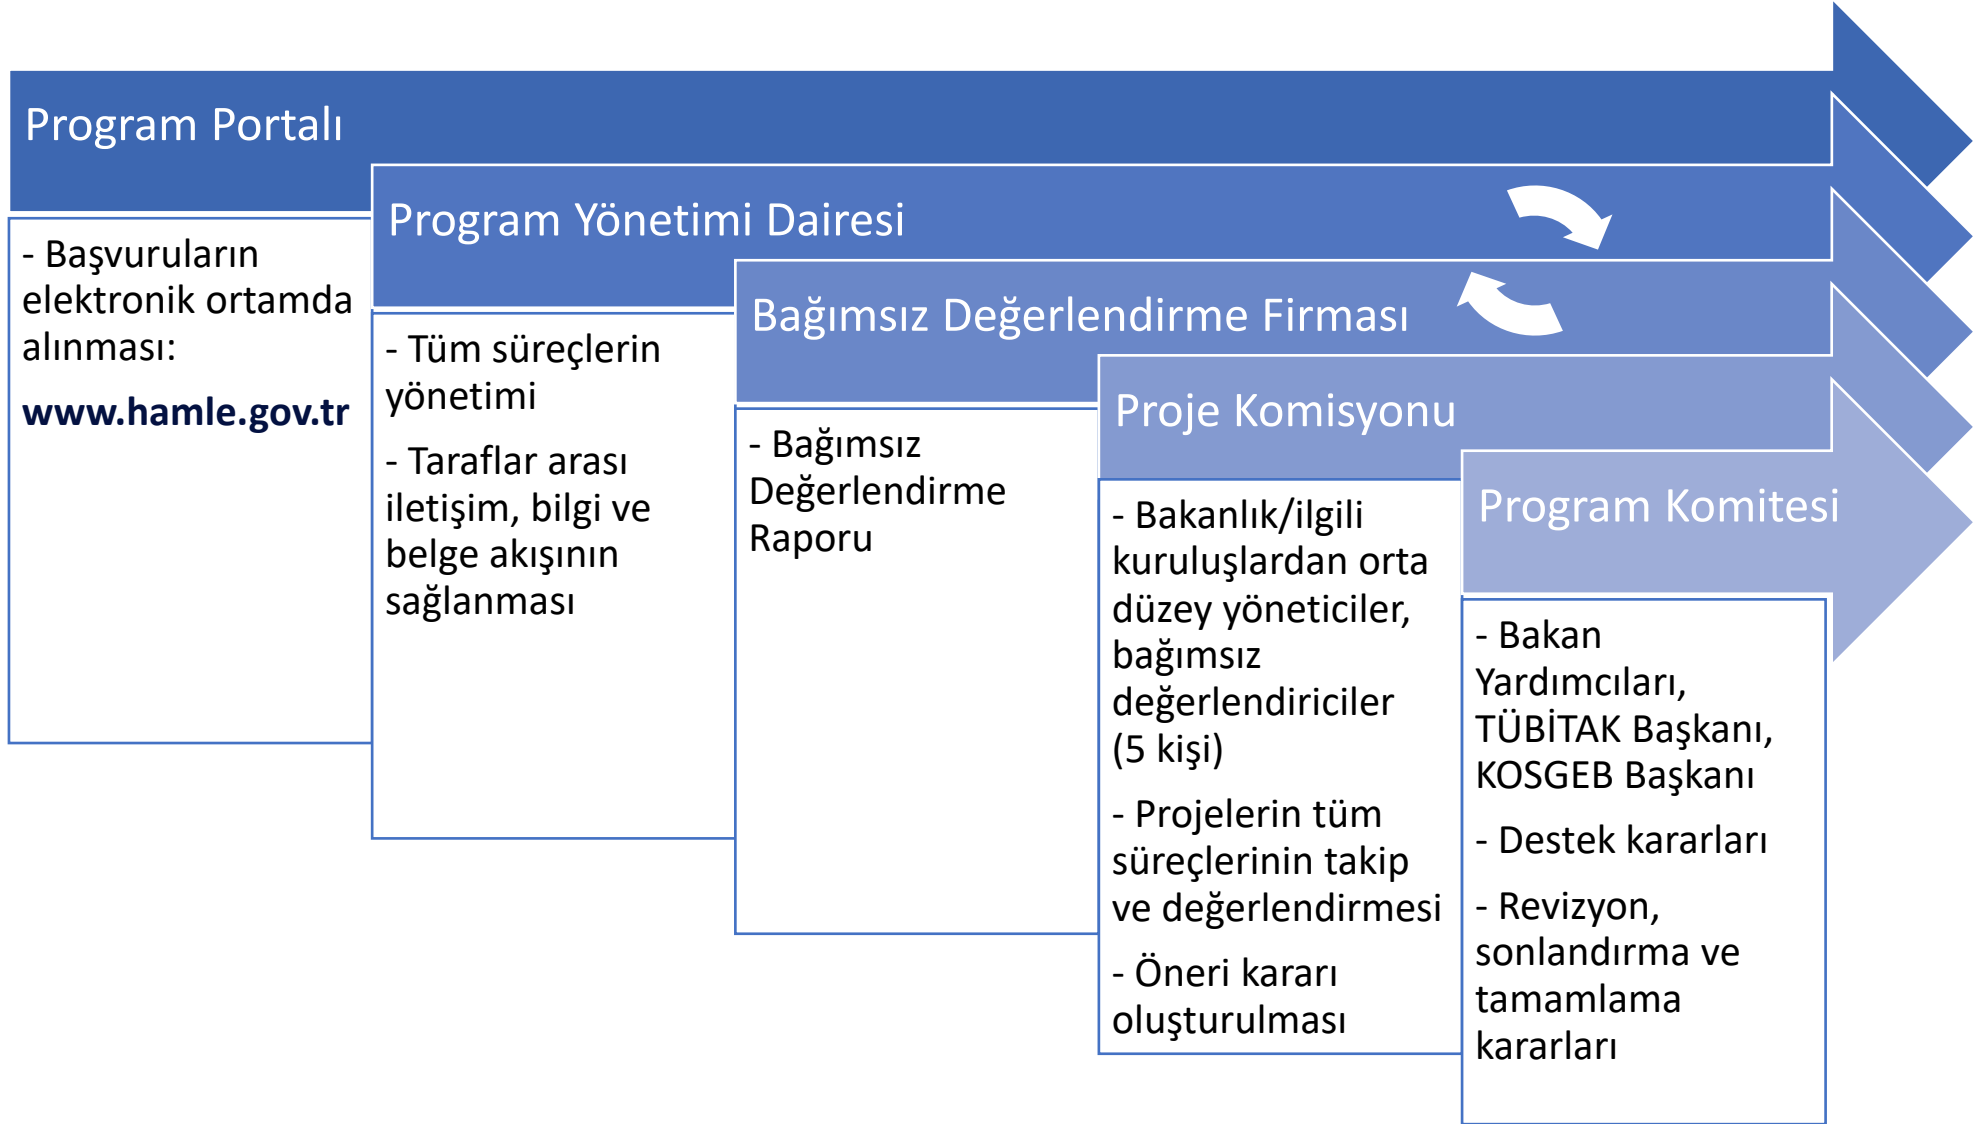 Program Portalı
- Başvuruların
elektronik ortamda
alınması:
www.hamle.gov.tr
Program Yönetimi Dairesi
- Tüm süreçlerin
yönetimi
- Taraflar arası
iletişim, bilgi ve
belge akışının
sağlanması
Bağımsız Değerlendirme Firması
- Bağımsız
Değerlendirme
Raporu
Proje Komisyonu
- Bakanlık/ilgili
kuruluşlardan orta
düzey yöneticiler,
bağımsız
değerlendiriciler
(5 kişi)
- Projelerin tüm
süreçlerinin takip
ve değerlendirmesi
- Öneri kararı
oluşturulması
Program Komitesi
- Bakan
Yardımcıları,
TÜBİTAK Başkanı,
KOSGEB Başkanı
- Destek kararları
- Revizyon,
sonlandırma ve
tamamlama
kararları